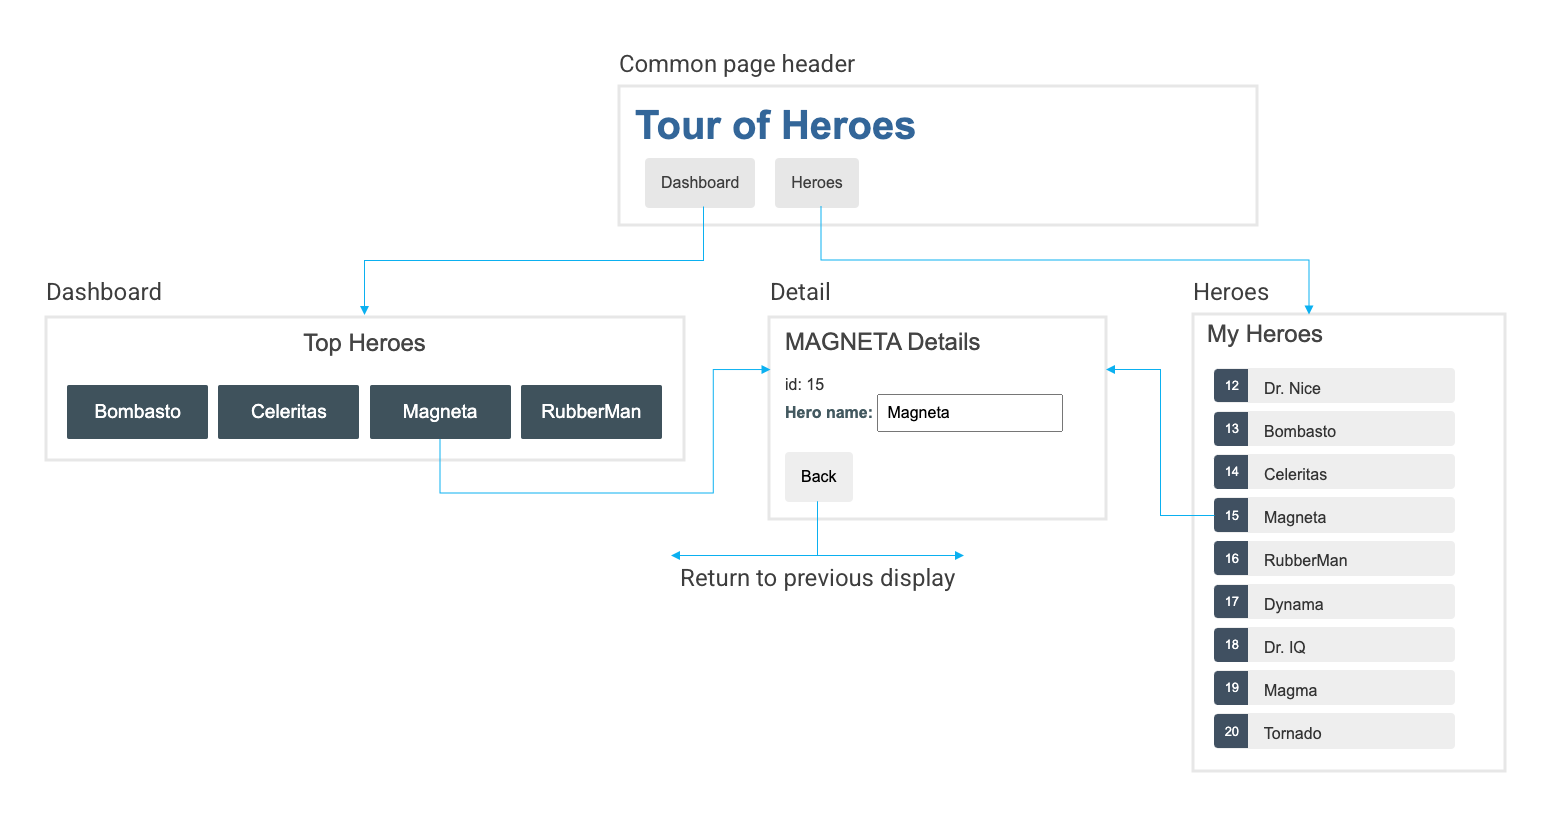 Common page header
Tour of Heroes
Dashboard
Heroes
Dashboard
Top Heroes
Bombasto
Celeritas
Magneta
RubberMan
Detail
MAGNETA Details
id: 15
Hero name: Magneta
Back
Return to previous display
Heroes
My Heroes
12 Dr. Nice
13 Bombasto
14 Celeritas
15 Magneta
16 RubberMan
17 Dynama
18 Dr. IQ
19 Magma
20 Tornado